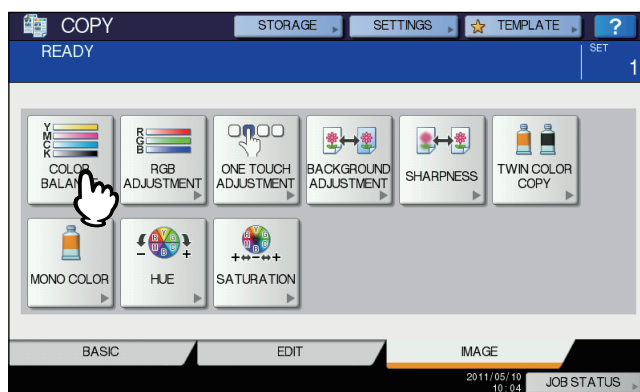 COPY
STORAGE
SETTINGS
TEMPLATE
?
READY
SET
1
Y
M
C
K
COLOR
BALAN
R
G
B
RGB
ADJUSTMENT
ONE TOUCH
ADJUSTMENT
BACKGROUND
ADJUSTMENT
SHARPNESS
TWIN COLOR
COPY
MONO COLOR
HUE
SATURATION
BASIC
EDIT
IMAGE
2011/05/10
10:04
JOB STATUS